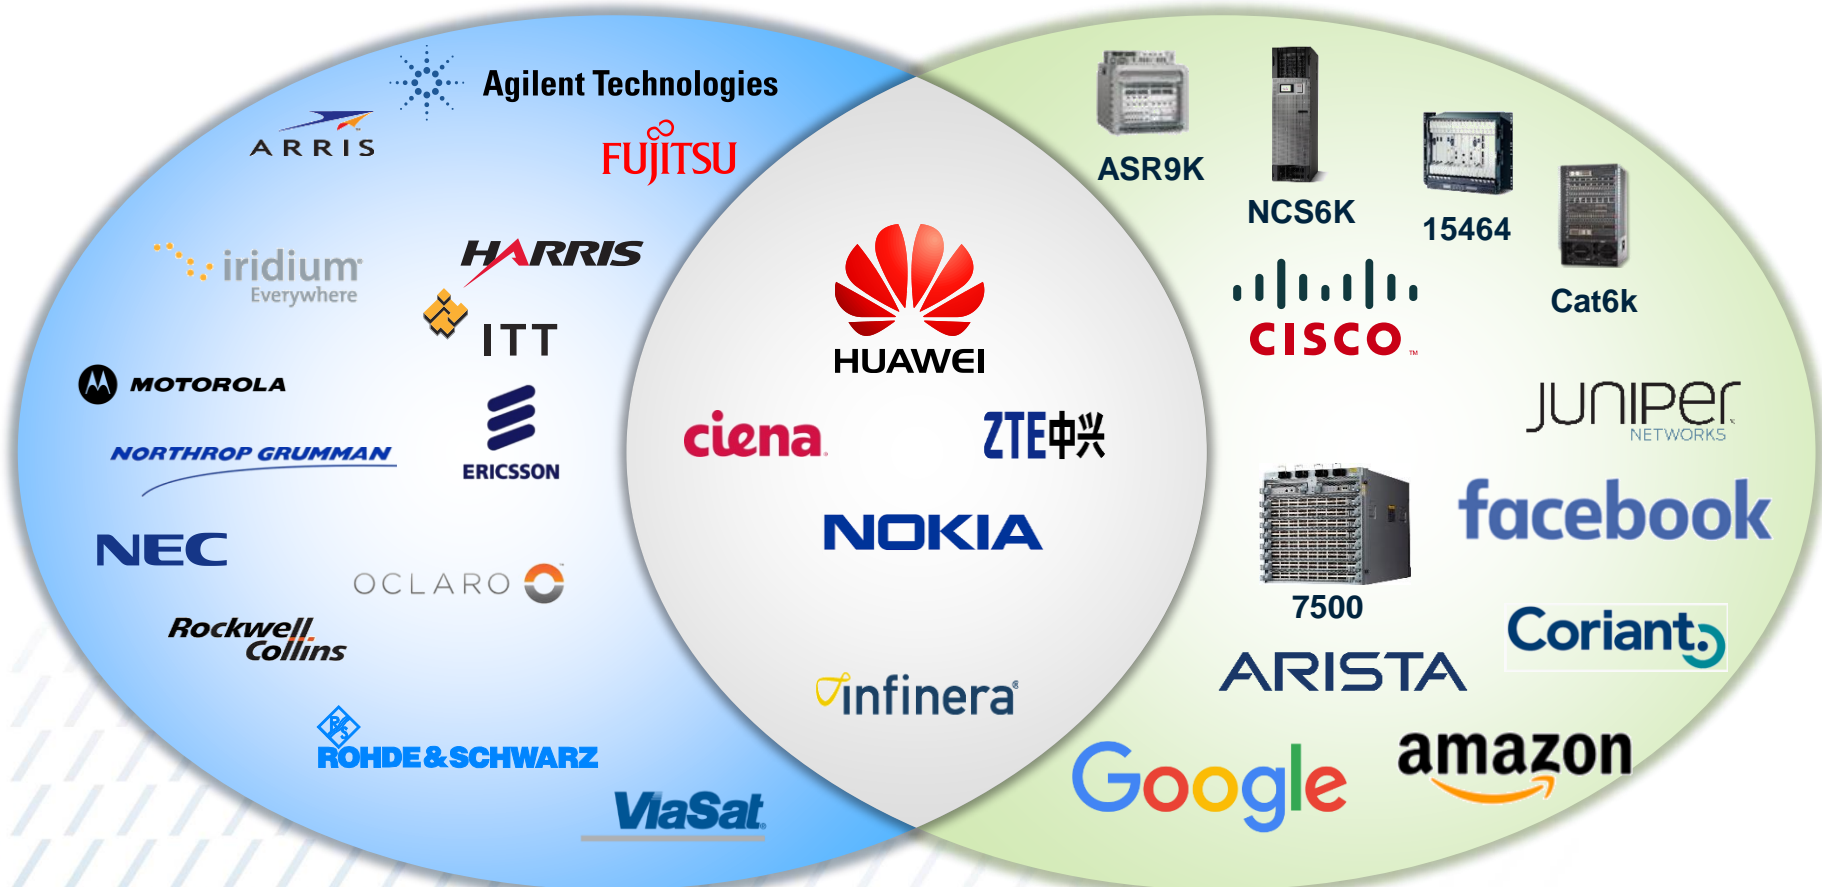 Agilent Technologies
ARRIS
FUJITSU
iridium
Everywhere
HARRIS
ITT
MOTOROLA
NORTHROP GRUMMAN
ERICSSON
NEC
OCLARO
Rockwell
Collins
R&S
ROHDE&SCHWARZ
ViaSat
HUAWEI
ciena
ZTE中兴
NOKIA
infinera
ASR9K
NCS6K
15464
Cat6k
CISCO
JUNIPER
NETWORKS
facebook
7500
Coriant
ARISTA
Google
amazon